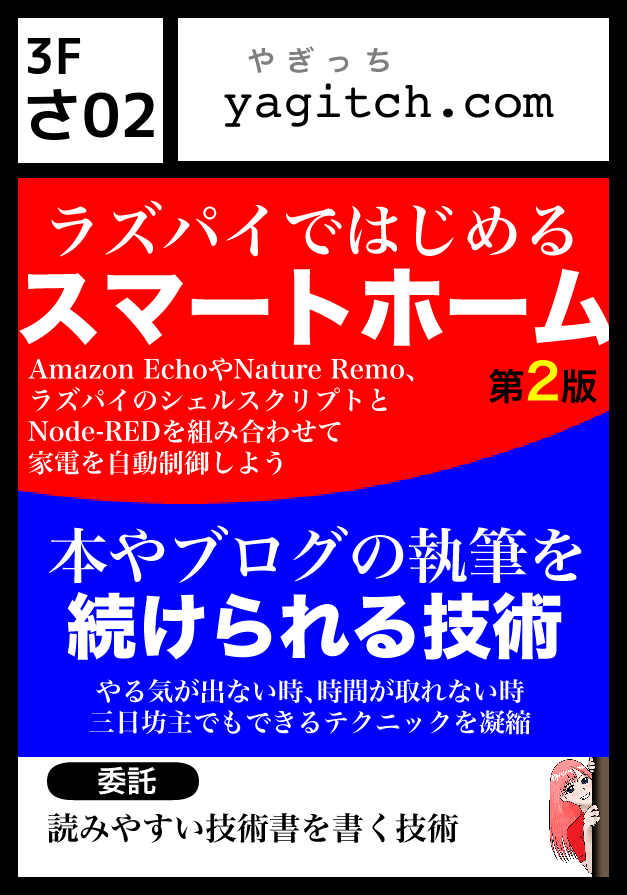 3F
さ02
やぎっち
yagitch.com
ラズパイではじめる
スマートホーム
Amazon EchoやNature Remo、
ラズパイのシェルスクリプトと
Node-REDを組み合わせて
家電を自動制御しよう
第2版
本やブログの執筆を
続けられる技術
やる気が出ない時、時間が取れない時
三日坊主でもできるテクニックを凝縮
委託
読みやすい技術書を書く技術